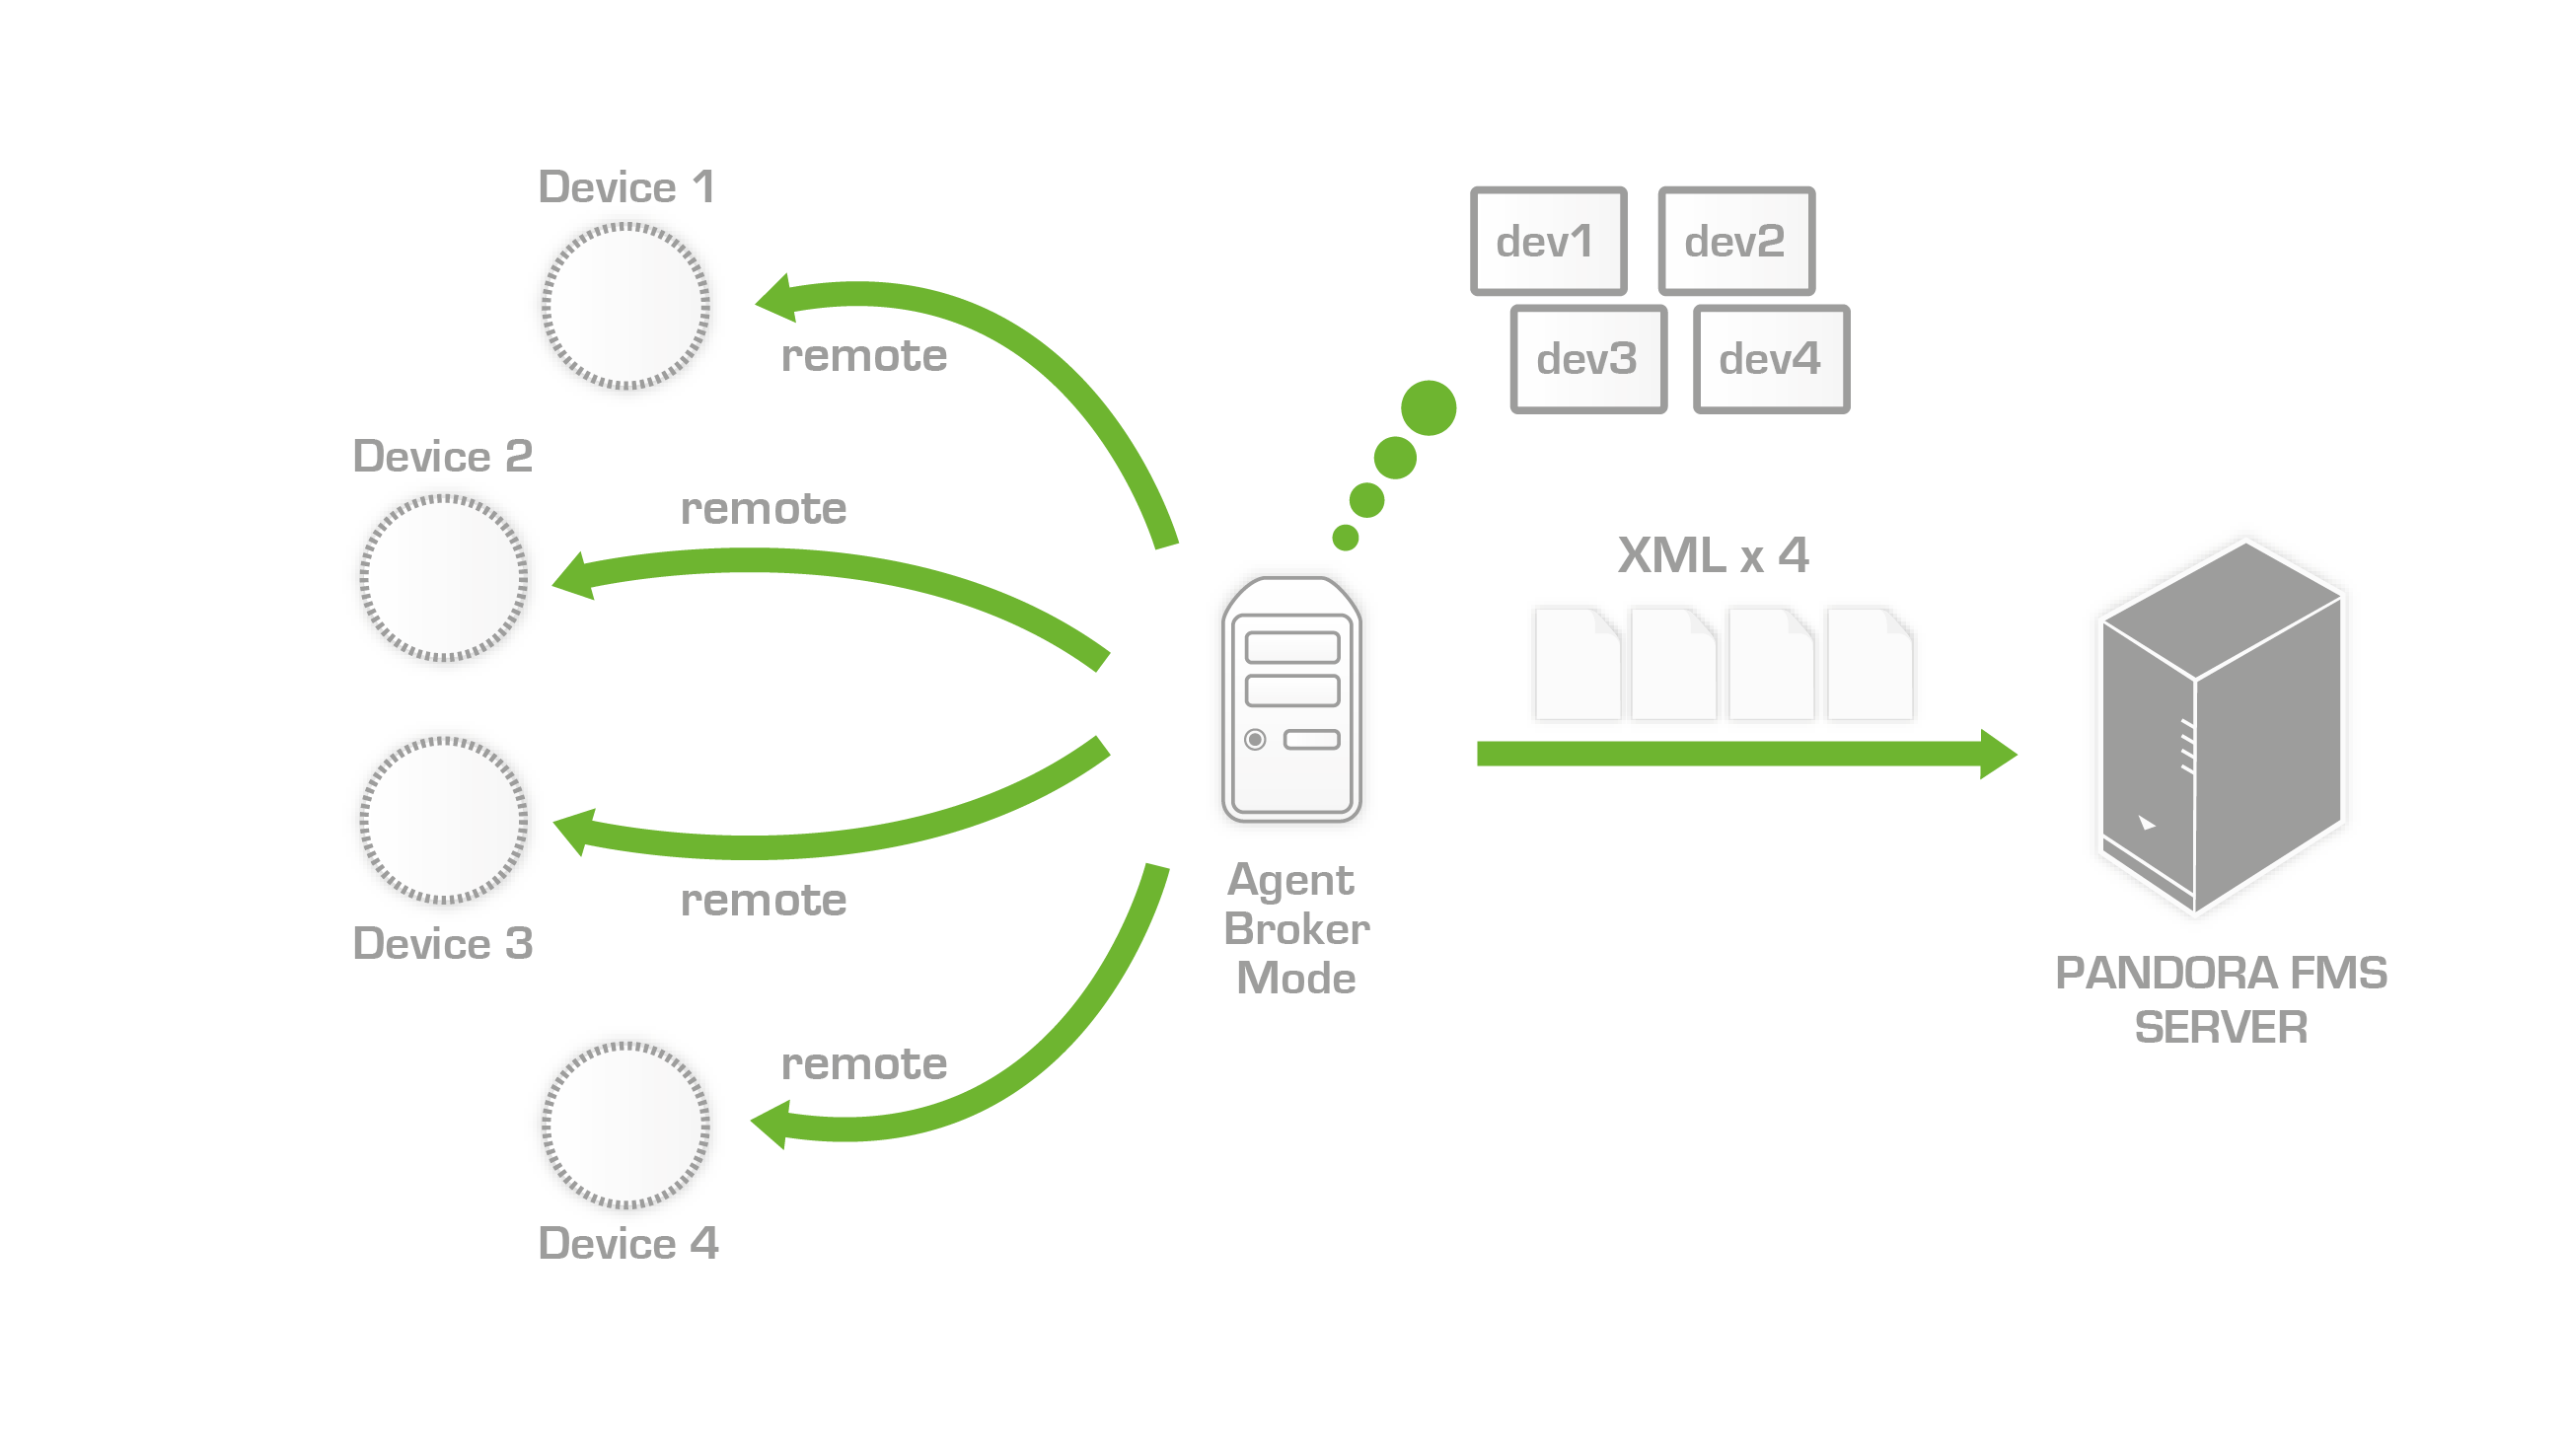 Device 1
remote
Device 2
remote
remote
Device 3
remote
Device 4
dev1
dev2
dev3
dev4
Agent
Broker
Mode
XML x 4
PANDORA FMS
SERVER